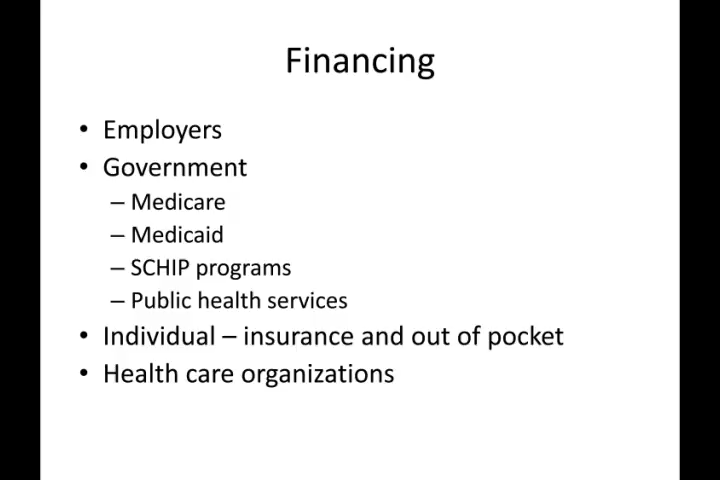 Financing
• Employers
• Government
– Medicare
– Medicaid
– SCHIP programs
– Public health services
• Individual – insurance and out of pocket
• Health care organizations